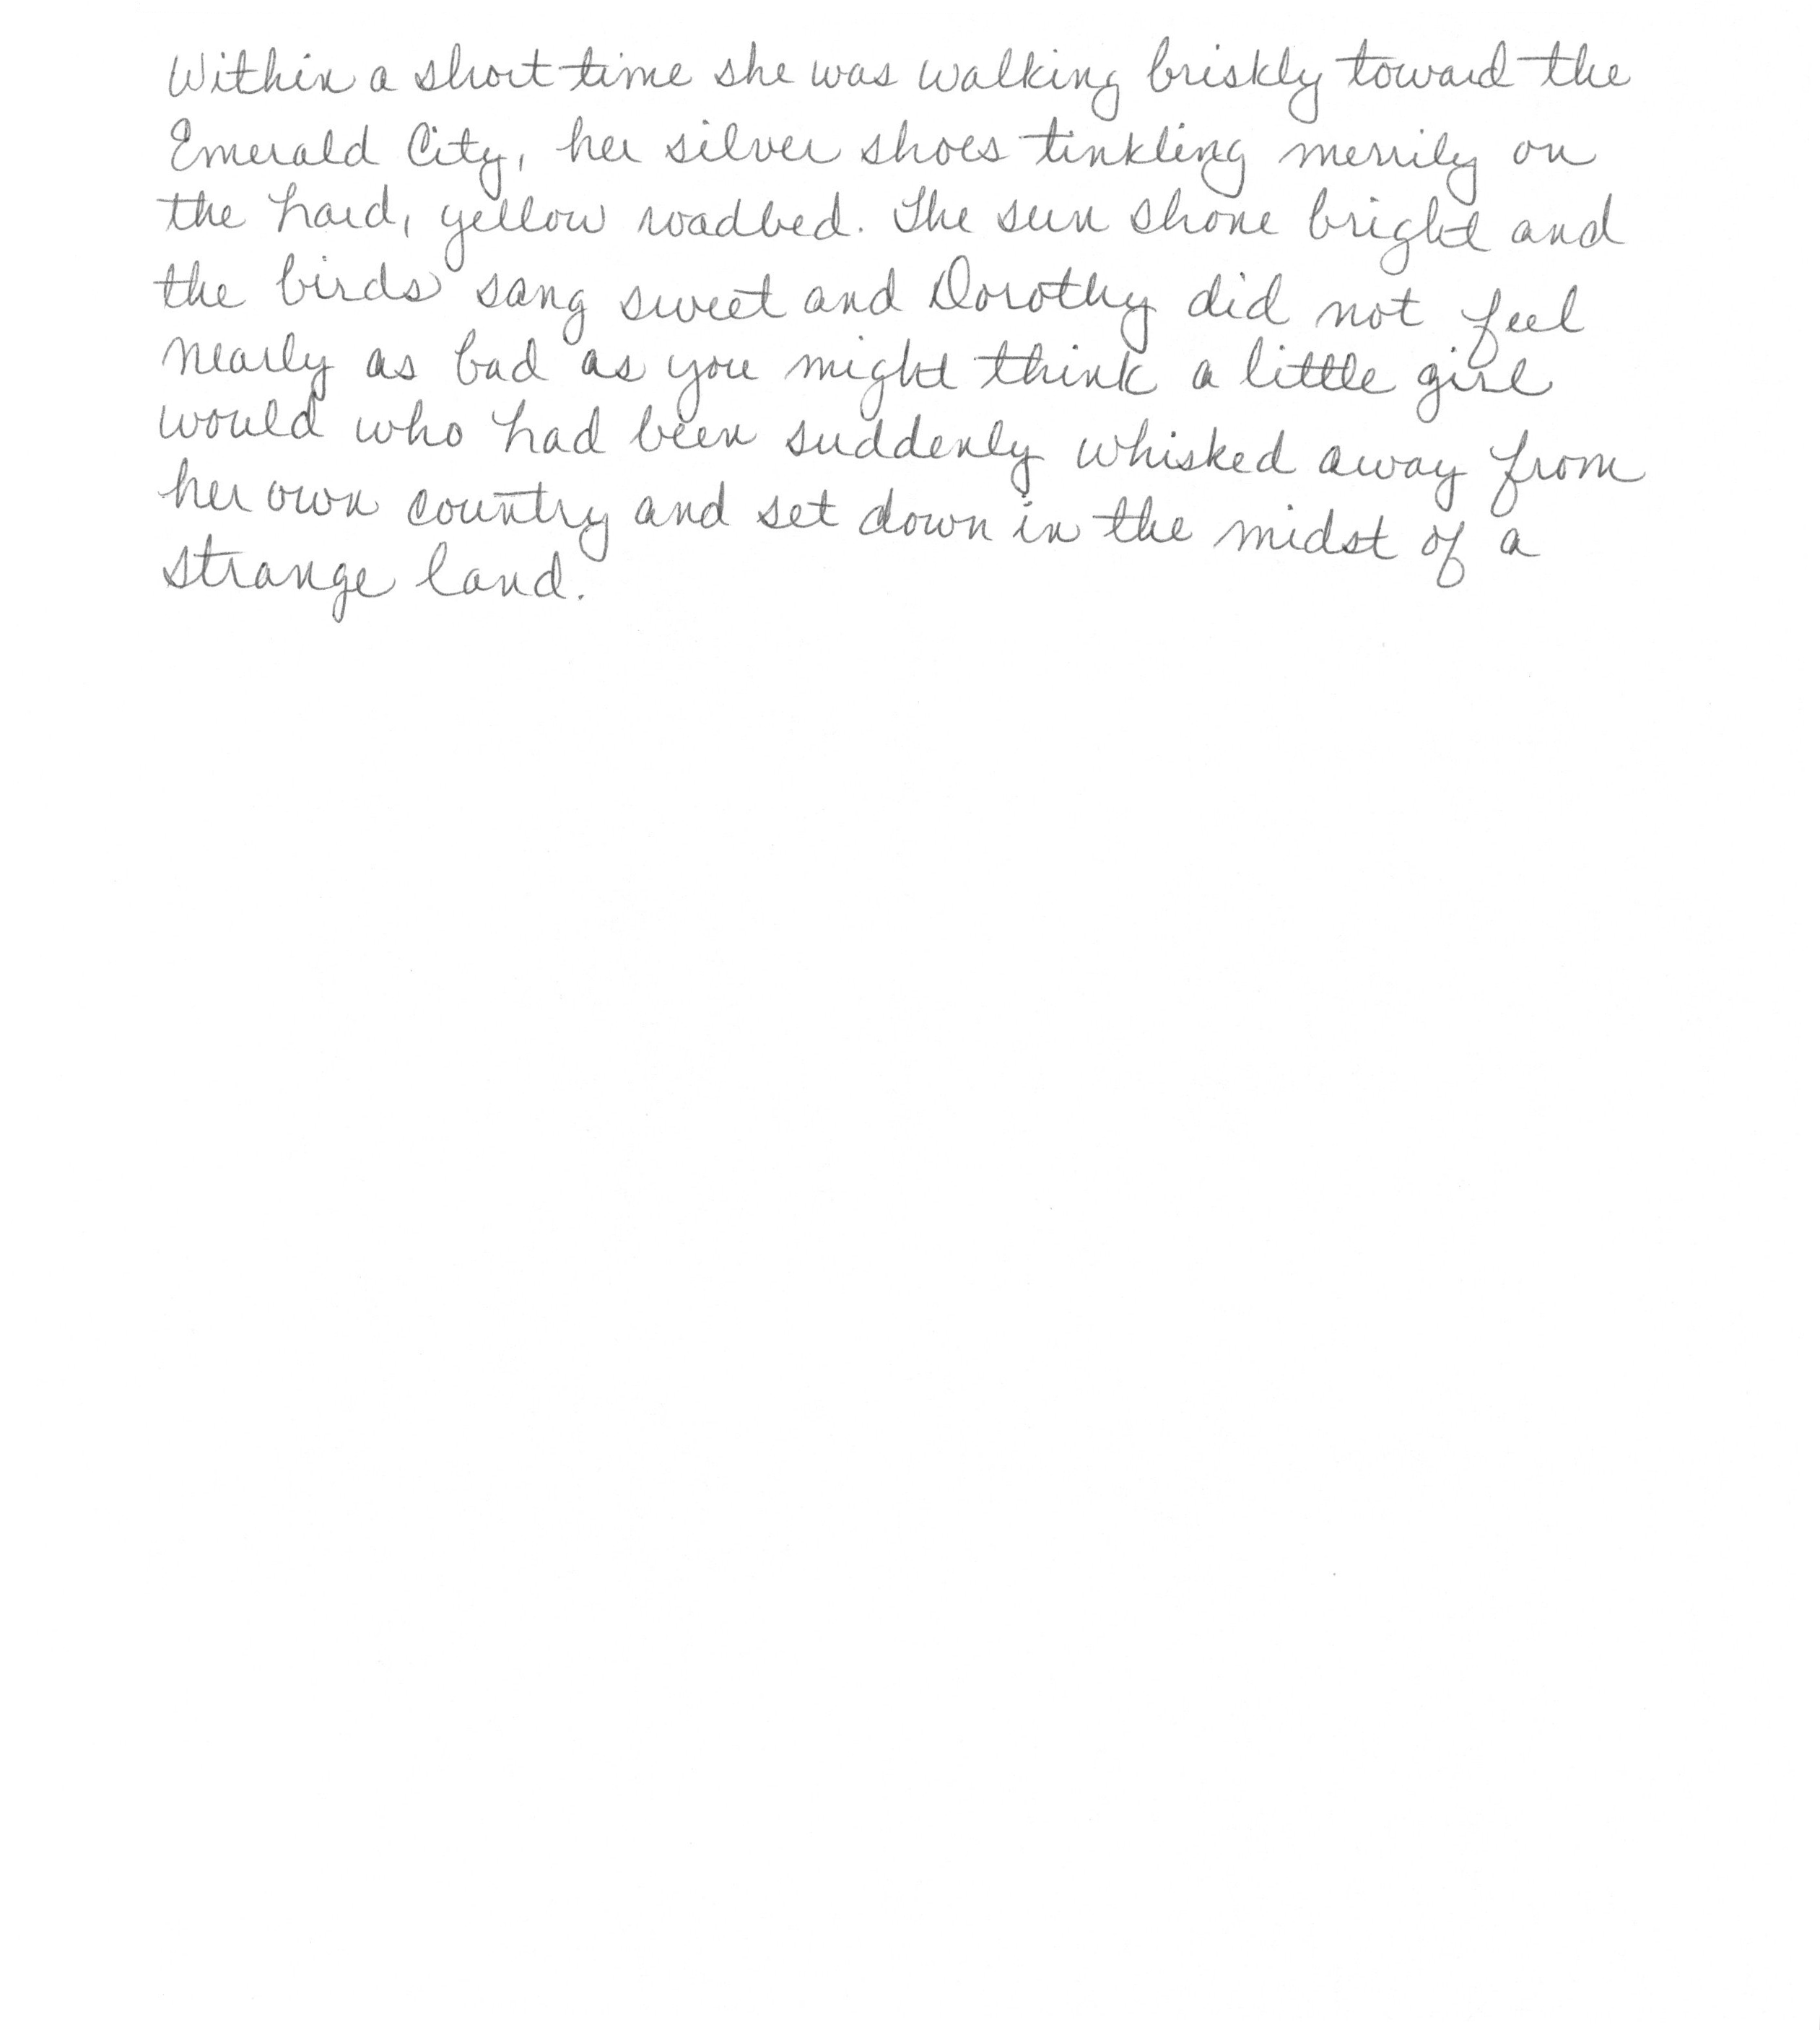 Within a short time she was walking briskly toward the
Emerald City, her silver shoes tinkling merrily on
the hard, yellow roadbed. The sun shone bright and
the birds sang sweet and Dorothy did not feel
nearly as bad as you might think a little girl
would who had been suddenly whisked away from
her own country and set down in the midst of a
strange land.